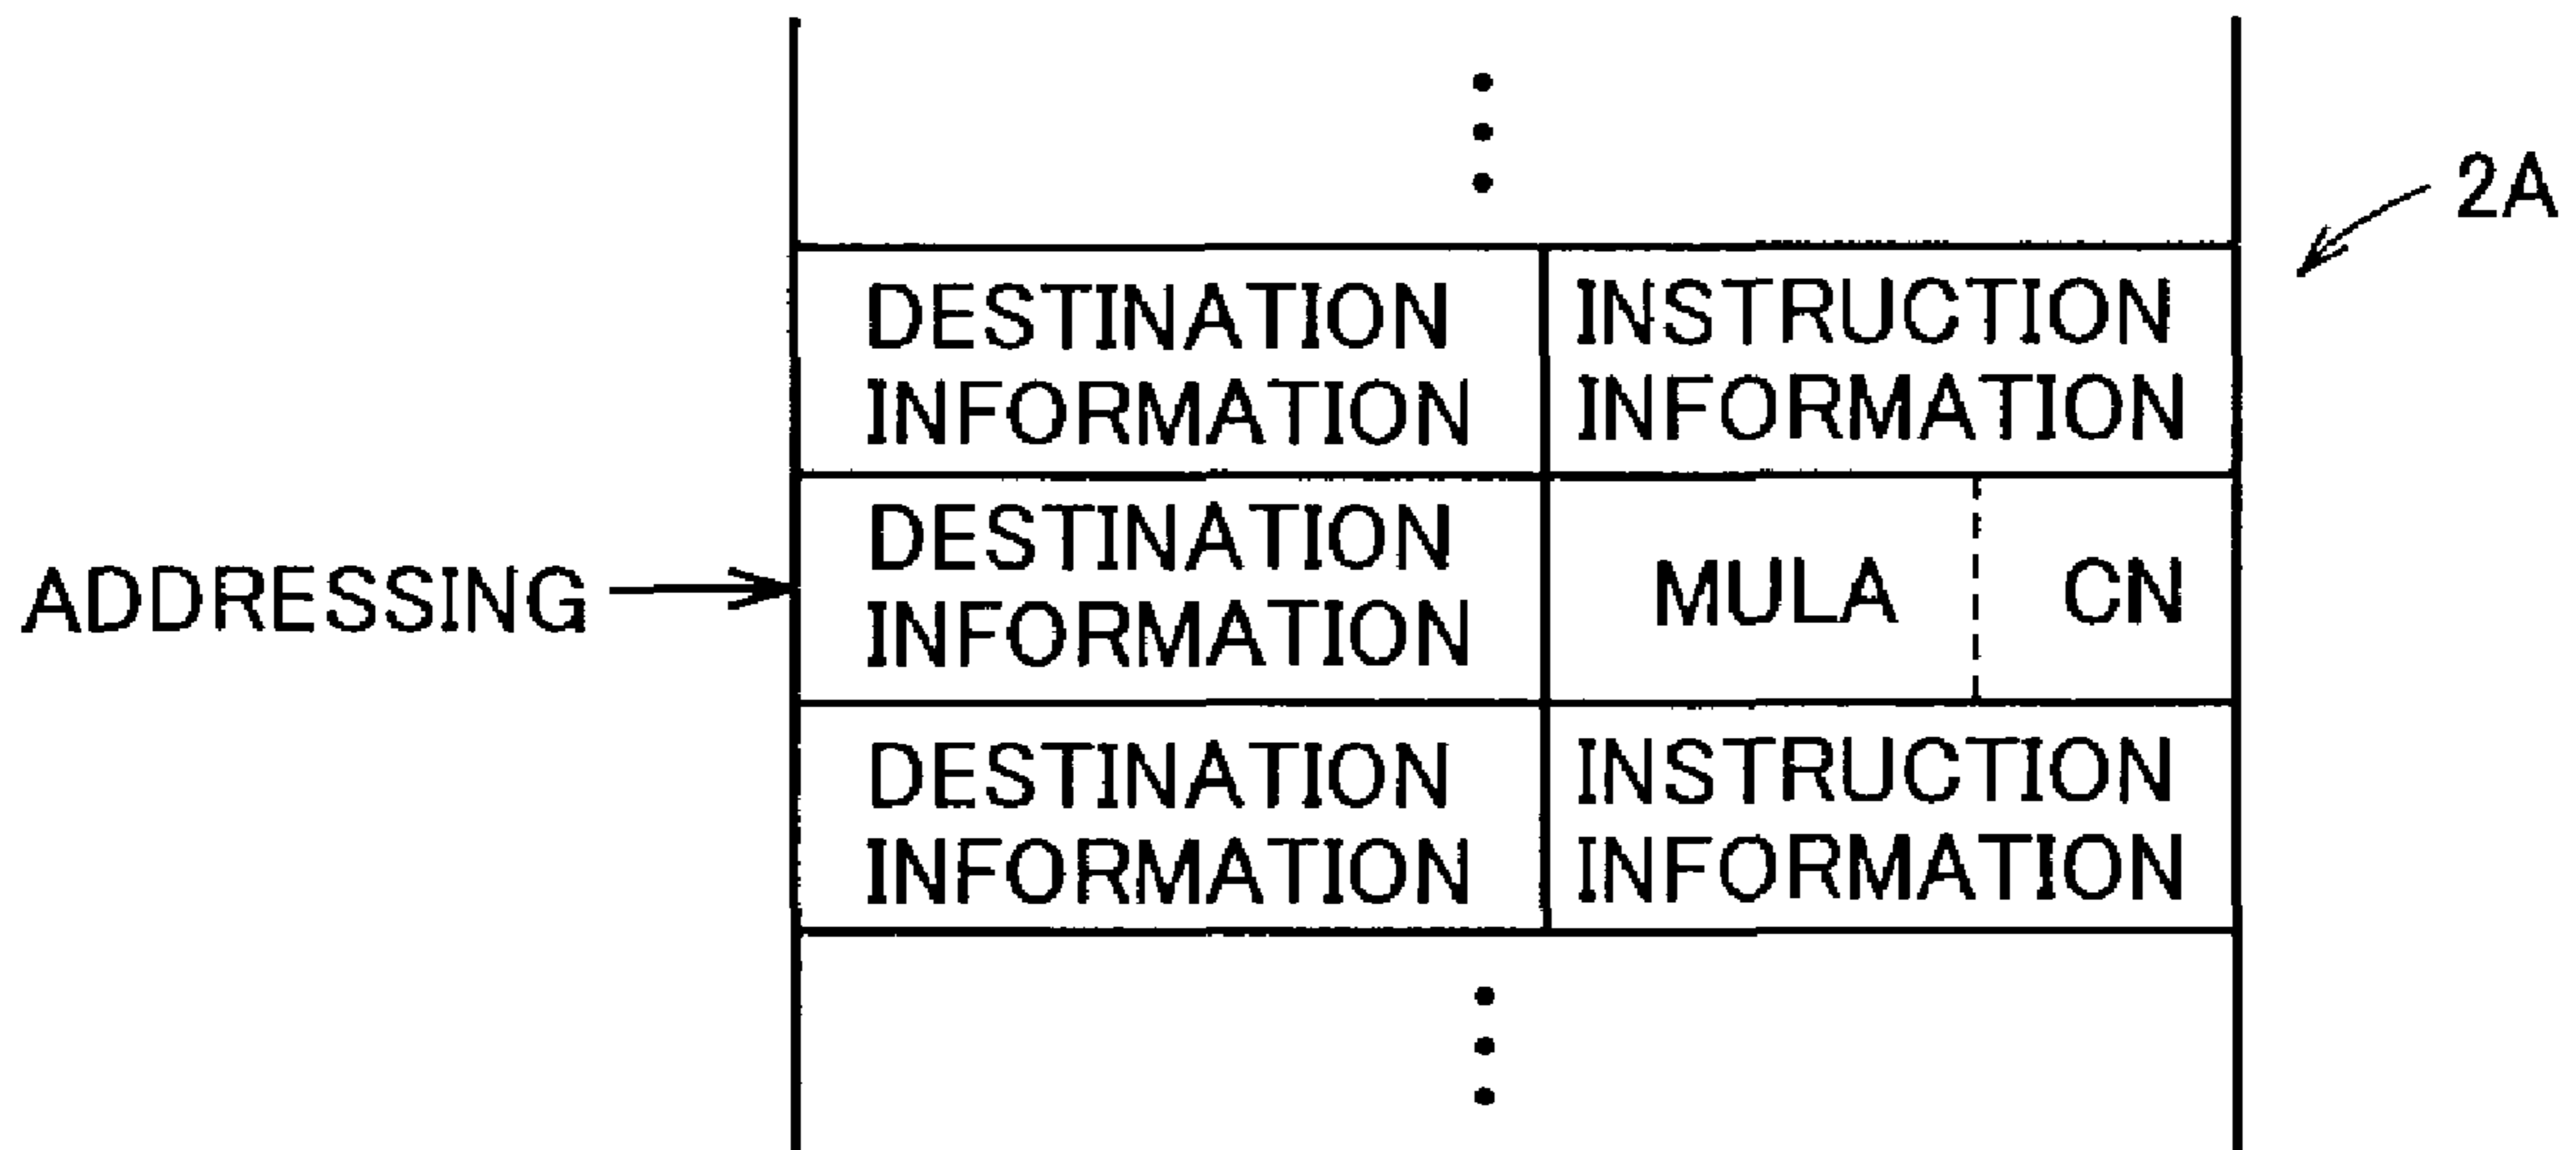 2A
DESTINATION INSTRUCTION
INFORMATION INFORMATION
DESTINATION
ADDRESSING MULA CN
INFORMATION
DESTINATION INSTRUCTION
INFORMATION INFORMATION